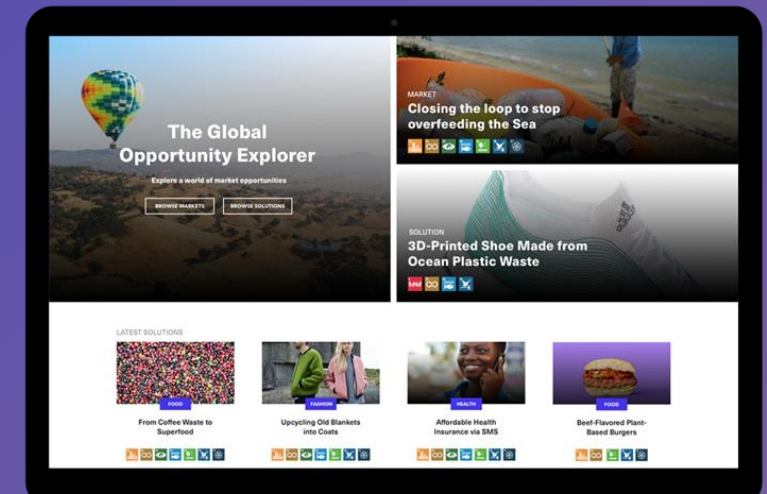 The Global
Opportunity Explorer
Explore a world of market opportunities
BROWSE MARKETS
BROWSE SOLUTIONS
MARKET
Closing the loop to stop
overfeeding the Sea
SOLUTION
3D-Printed Shoe Made from
Ocean Plastic Waste
LATEST SOLUTIONS
FOOD
From Coffee Waste to
Superfood
FASHION
Upcycling Old Blankets
into Coats
HEALTH
Affordable Health
Insurance via SMS
FOOD
Beef-Flavored Plant-
Based Burgers